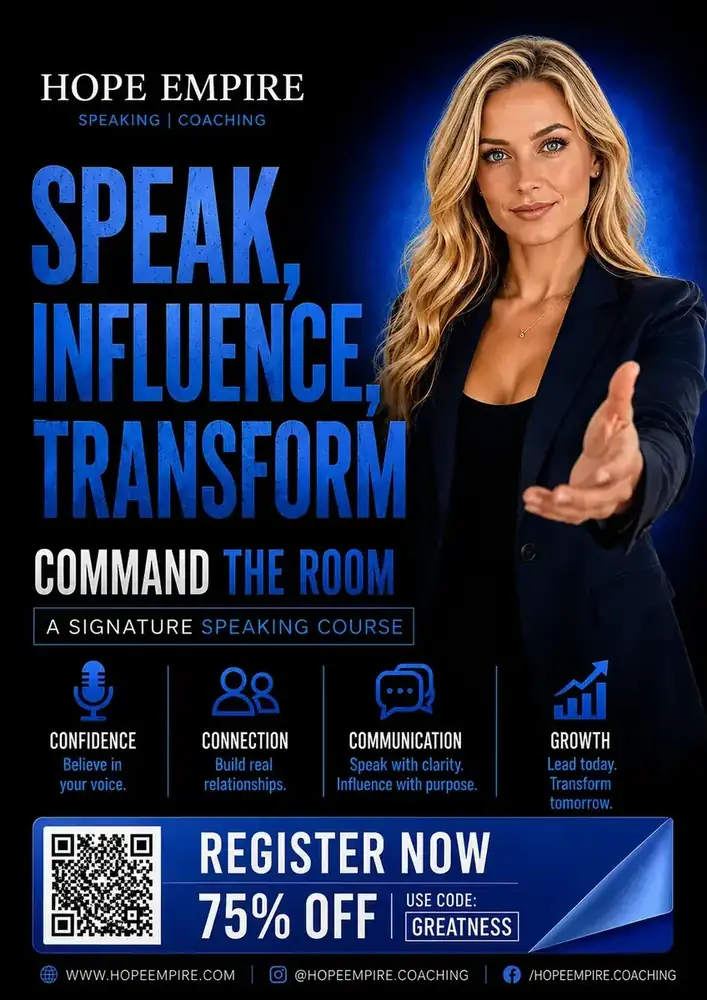 HOPE EMPIRE
SPEAKING | COACHING
SPEAK,
INFLUENCE,
TRANSFORM
COMMAND THE ROOM
A SIGNATURE SPEAKING COURSE
CONFIDENCE
Believe in
your voice.
CONNECTION
Build real
relationships.
COMMUNICATION
Speak with clarity.
Influence with purpose.
GROWTH
Lead today.
Transform
tomorrow.
REGISTER NOW
75% OFF
USE CODE:
GREATNESS
WWW.HOPEEMPIRE.COM | @HOPEEMPIRE.COACHING | /HOPEEMPIRE.COACHING